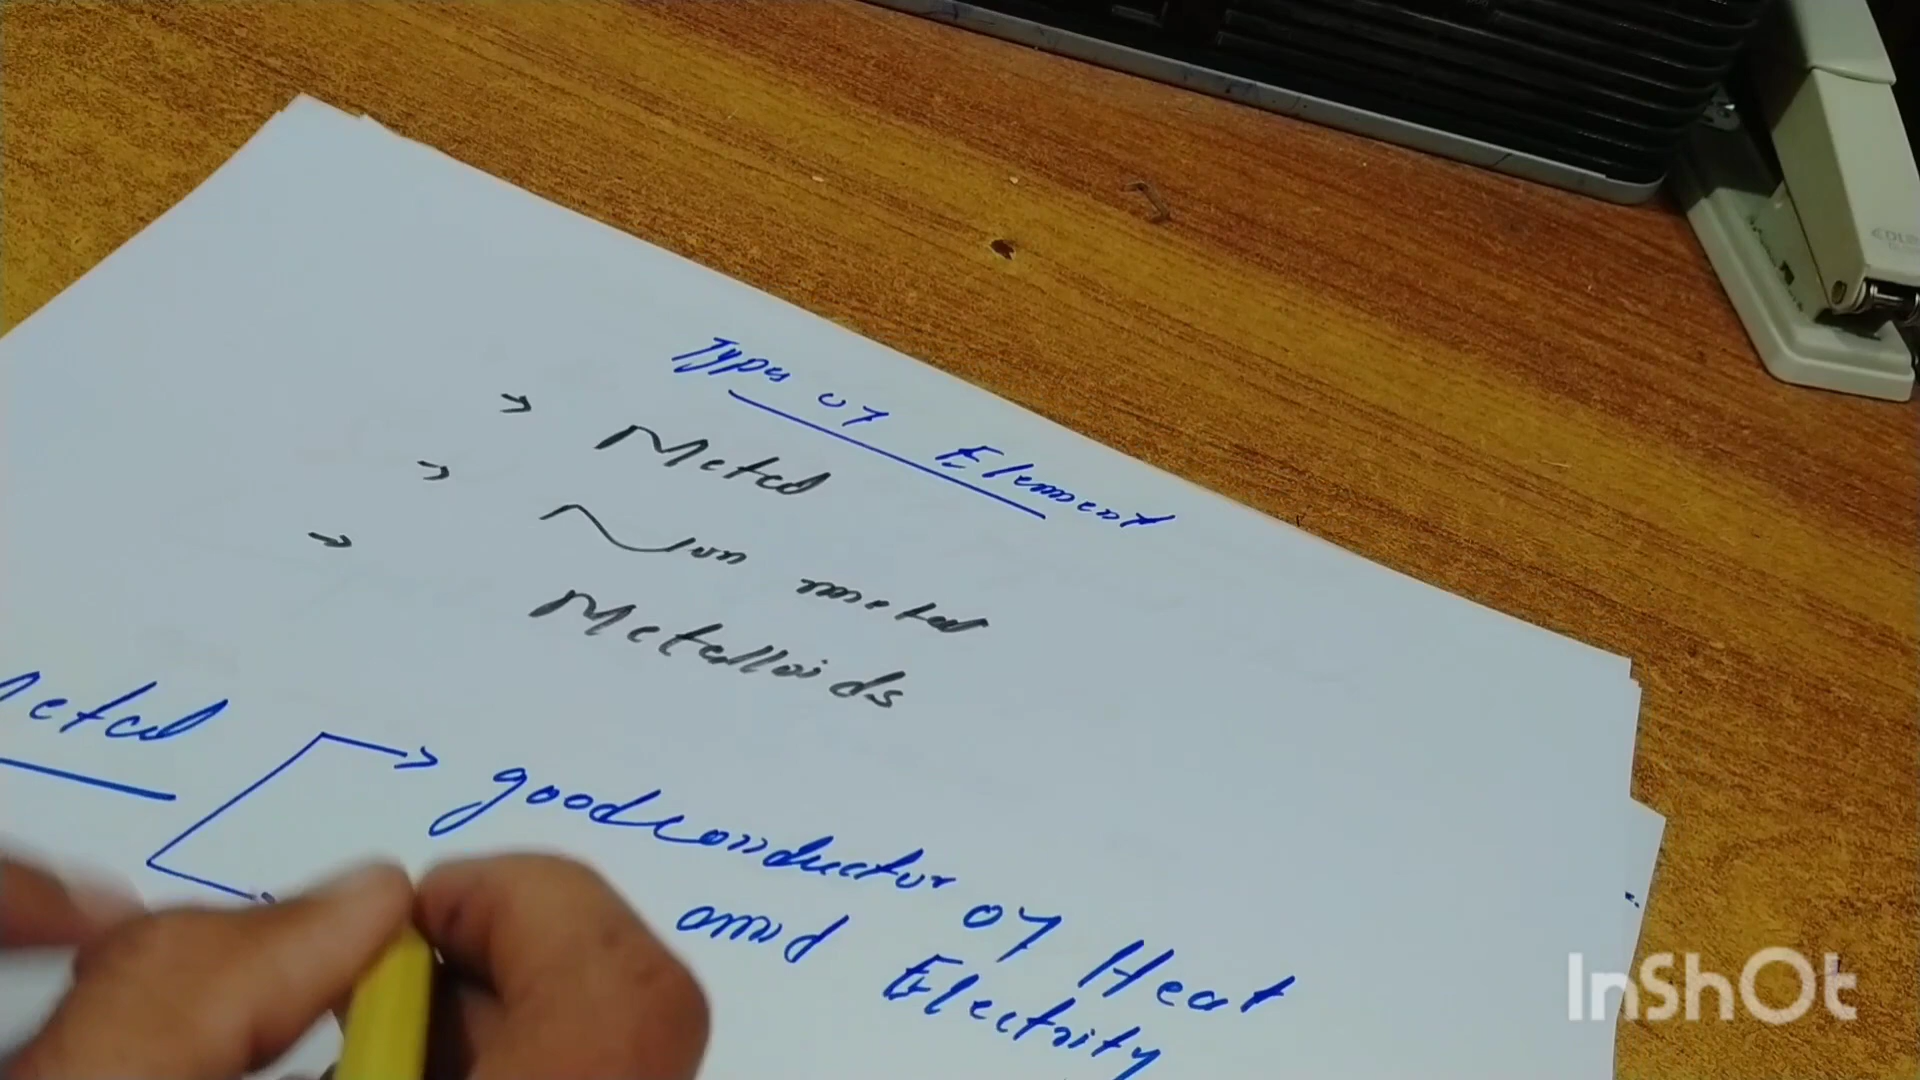 Types of Element
→ Metal
→ Non metal
→ Metalloids
Metal → good conductor of Heat
and Electrity
InShOt